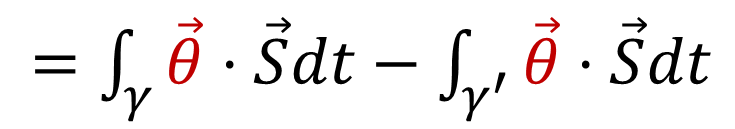 = ∫_γ θ⃗ · S⃗dt − ∫_γ′ θ⃗ · S⃗dt